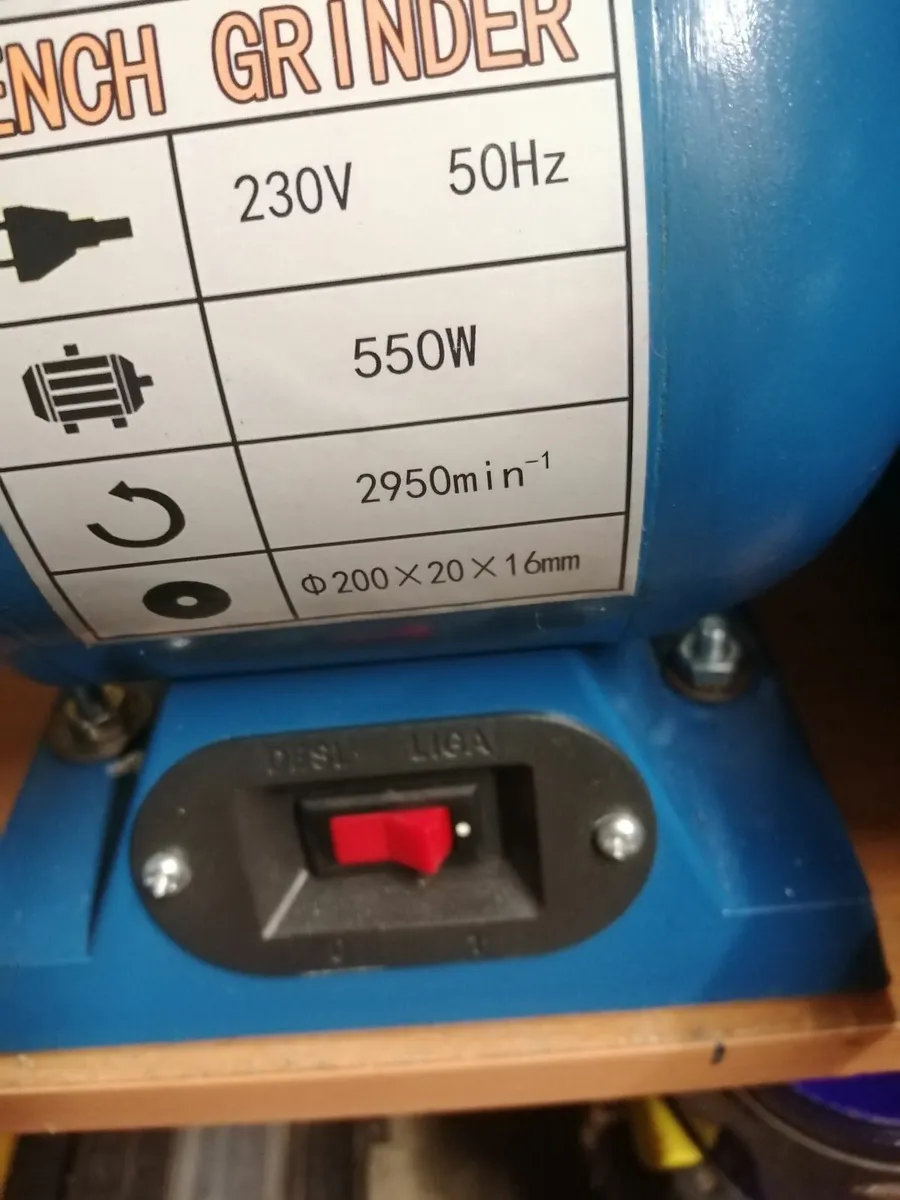 ENCH GRINDER
230V 50Hz
550W
2950min⁻¹
Φ200×20×16mm
DESL LIGA